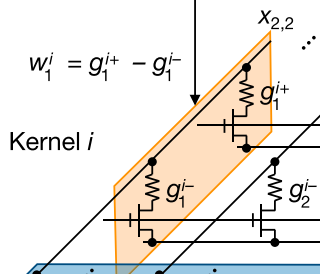 x₂,₂
w₁ⁱ = g₁ⁱ⁺ − g₁ⁱ⁻
g₁ⁱ⁺
Kernel i
g₁ⁱ⁻ g₂ⁱ⁻